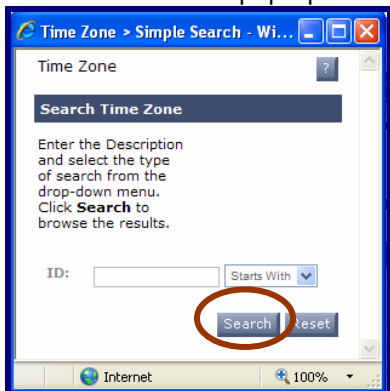 Time Zone > Simple Search - Wi...
Time Zone ?
Search Time Zone
Enter the Description
and select the type
of search from the
drop-down menu.
Click Search to
browse the results.
ID: Starts With
Search Reset
Internet 100%